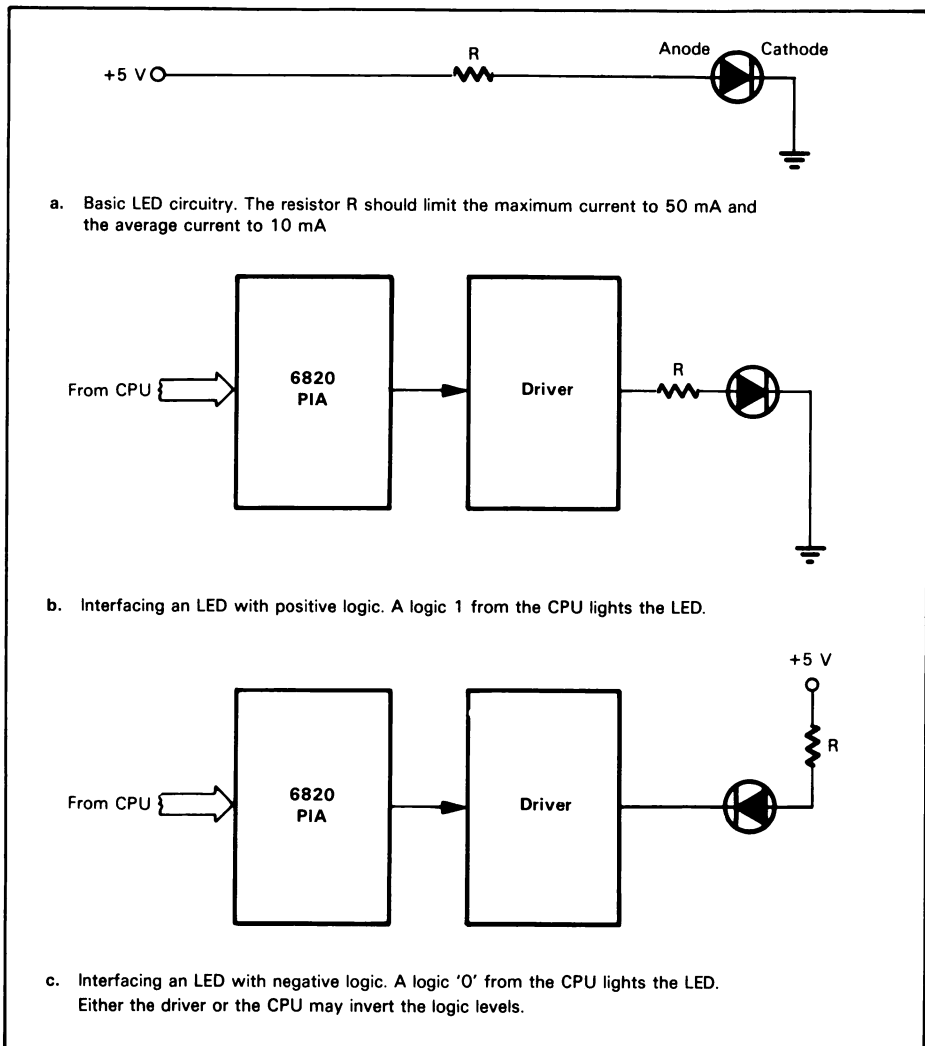 R
Anode Cathode
+5 V
a. Basic LED circuitry. The resistor R should limit the maximum current to 50 mA and
the average current to 10 mA
From CPU
6820
PIA
Driver
R
b. Interfacing an LED with positive logic. A logic 1 from the CPU lights the LED.
+5 V
R
From CPU
6820
PIA
Driver
c. Interfacing an LED with negative logic. A logic '0' from the CPU lights the LED.
Either the driver or the CPU may invert the logic levels.